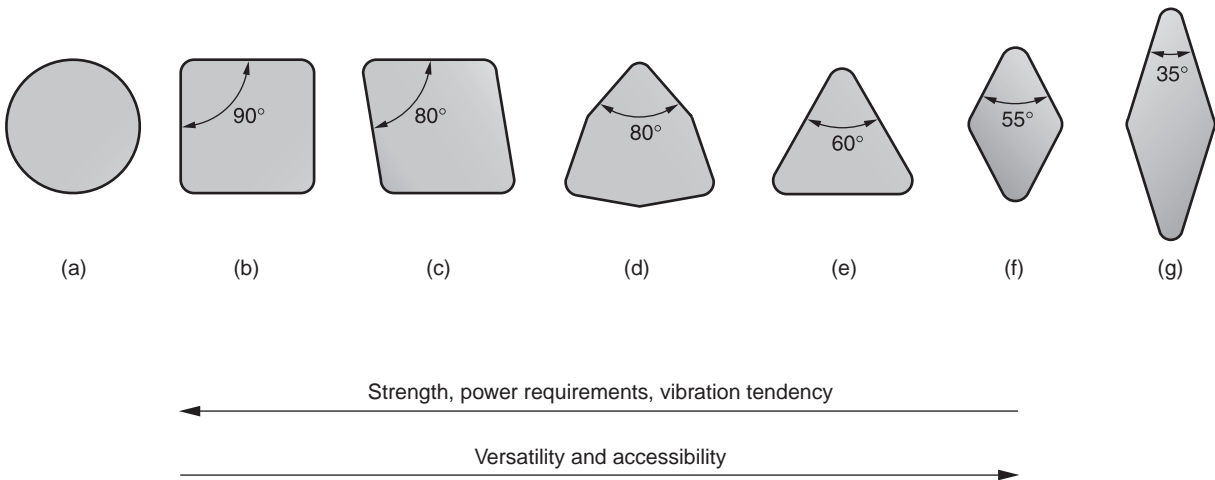 90°
80°
80°
60°
55°
35°
(a)
(b)
(c)
(d)
(e)
(f)
(g)
Strength, power requirements, vibration tendency
Versatility and accessibility